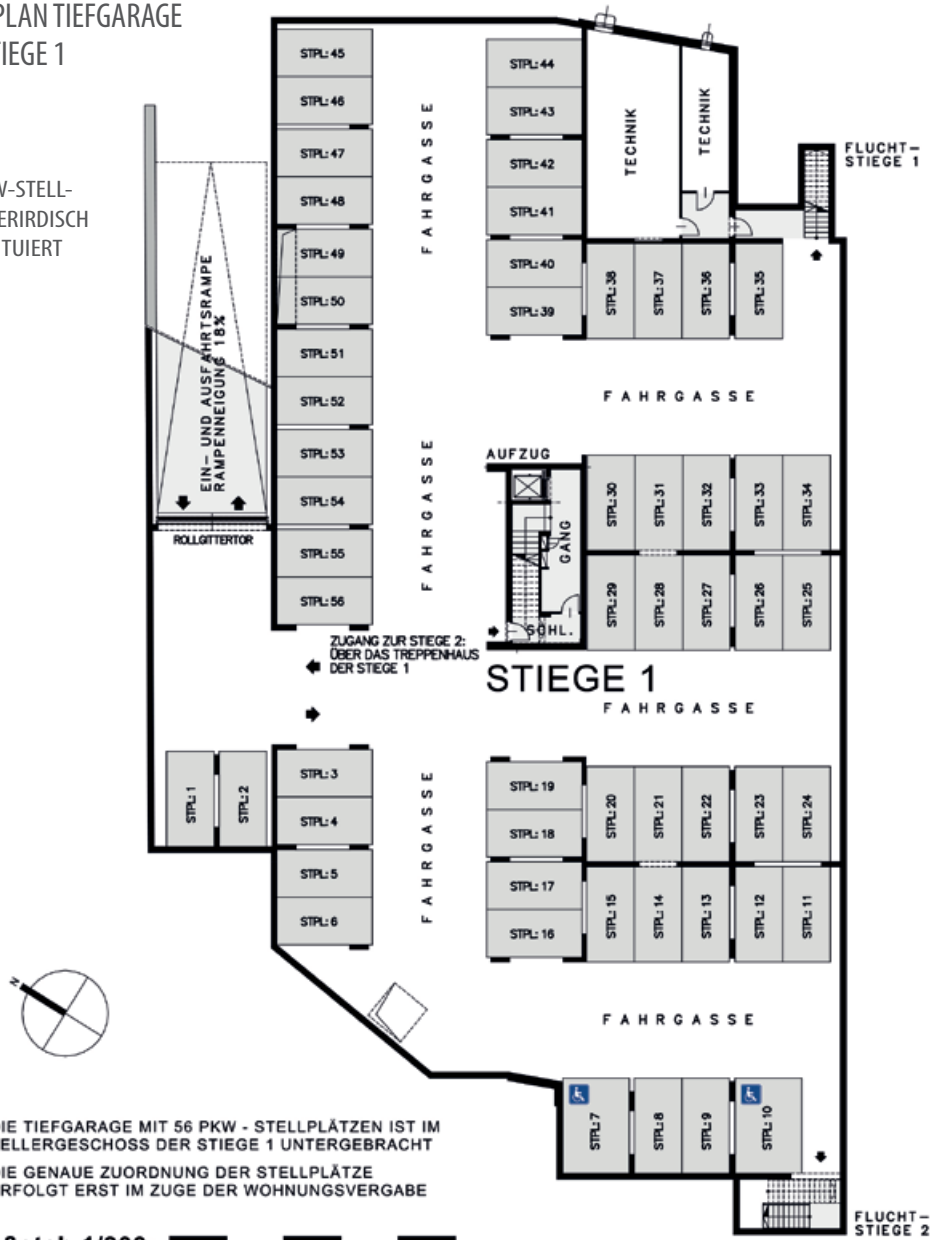 PLAN TIEFGARAGE
TIEGE 1
W-STELL-
ERIRDISCH
TUIERT
STPL: 45
STPL: 46
STPL: 47
STPL: 48
STPL: 49
STPL: 50
STPL: 51
STPL: 52
STPL: 53
STPL: 54
STPL: 55
STPL: 56
FAHRGASSE
FAHRGASSE
STPL: 44
STPL: 43
STPL: 42
STPL: 41
STPL: 40
STPL: 39
TECHNIK
TECHNIK
FLUCHT-
STIEGE 1
STPL: 38
STPL: 37
STPL: 36
STPL: 35
FAHRGASSE
EIN- UND AUSFAHRTSRAMPE
RAMPENNEIGUNG 18%
ROLLGITTERTOR
AUFZUG
GANG
SCHL.
STPL: 30
STPL: 31
STPL: 32
STPL: 33
STPL: 34
STPL: 29
STPL: 28
STPL: 27
STPL: 26
STPL: 25
ZUGANG ZUR STIEGE 2:
ÜBER DAS TREPPENHAUS
DER STIEGE 1
STIEGE 1
FAHRGASSE
STPL: 1
STPL: 2
STPL: 3
STPL: 4
STPL: 5
STPL: 6
FAHRGASSE
STPL: 19
STPL: 18
STPL: 17
STPL: 16
STPL: 20
STPL: 21
STPL: 22
STPL: 23
STPL: 24
STPL: 15
STPL: 14
STPL: 13
STPL: 12
STPL: 11
FAHRGASSE
N
STPL: 7
STPL: 8
STPL: 9
STPL: 10
FLUCHT-
STIEGE 2
IE TIEFGARAGE MIT 56 PKW - STELLPLÄTZEN IST IM
ELLERGESCHOSS DER STIEGE 1 UNTERGEBRACHT
IE GENAUE ZUORDNUNG DER STELLPLÄTZE
RFOLGT ERST IM ZUGE DER WOHNUNGSVERGABE